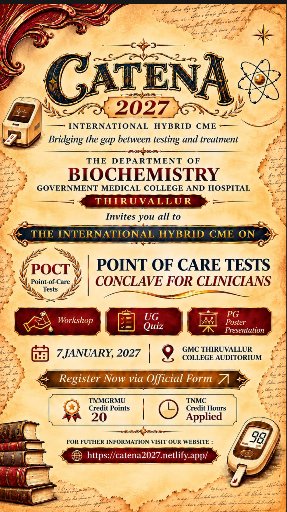 CATENA
2027
INTERNATIONAL HYBRID CME
Bridging the gap between testing and treatment
THE DEPARTMENT OF
BIOCHEMISTRY
GOVERNMENT MEDICAL COLLEGE AND HOSPITAL
THIRUVALLUR
Invites you all to
THE INTERNATIONAL HYBRID CME ON
POCT
Point-of-Care
Tests
POINT OF CARE TESTS
CONCLAVE FOR CLINICIANS
Workshop
UG
Quiz
PG
Poster
Presentation
7,JANUARY, 2027
GMC THIRUVALLUR
COLLEGE AUDITORIUM
Register Now via Official Form
TNMGRMU
Credit Points
20
TNMC
Credit Hours
Applied
FOR FUTHER INFORMATION VISIT OUR WEBSITE :
https://catena2027.netlify.app/
98